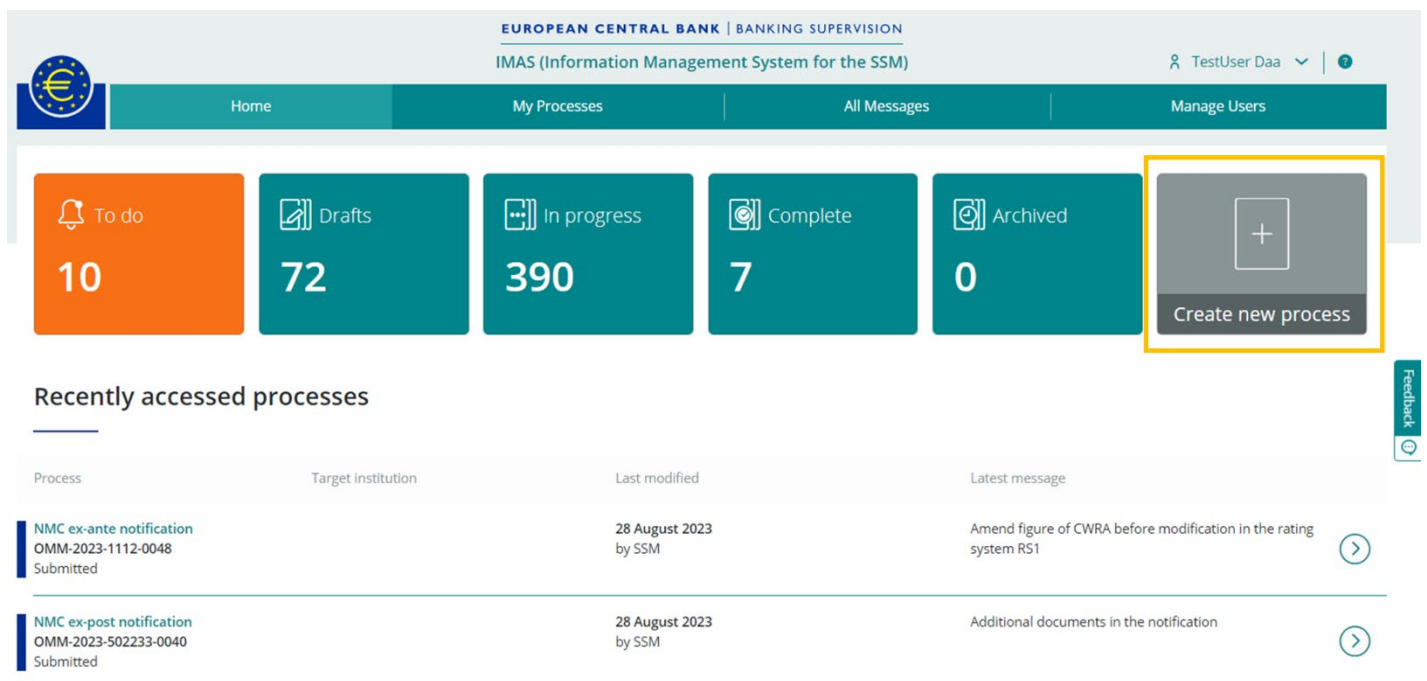 EUROPEAN CENTRAL BANK | BANKING SUPERVISION
IMAS (Information Management System for the SSM)
TestUser Daa
?
Home
My Processes
All Messages
Manage Users
To do
10
Drafts
72
In progress
390
Complete
7
Archived
0
+
Create new process
Feedback
Recently accessed processes
Process
Target institution
Last modified
Latest message
NMC ex-ante notification
OMM-2023-1112-0048
Submitted
28 August 2023
by SSM
Amend figure of CWRA before modification in the rating
system RS1
NMC ex-post notification
OMM-2023-502233-0040
Submitted
28 August 2023
by SSM
Additional documents in the notification